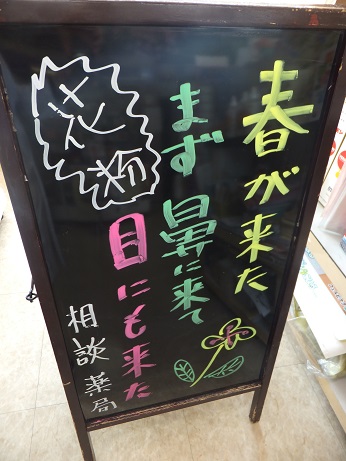 春が来た
まず鼻に来て
目にも来た
花粉
相談薬局